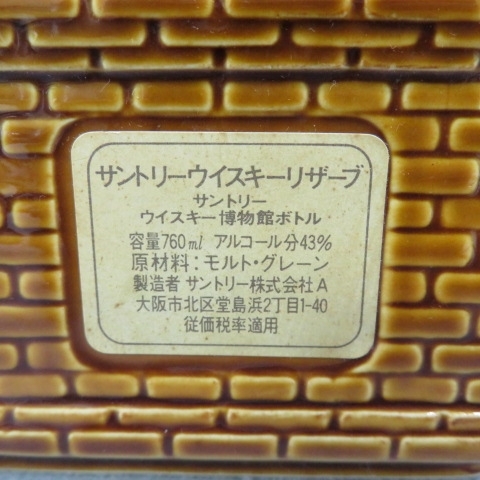 サントリーウイスキーリザーブ
サントリー
ウイスキー博物館ボトル
容量760ml アルコール分43%
原材料：モルト・グレーン
製造者 サントリー株式会社A
大阪市北区堂島浜2丁目1-40
従価税率適用